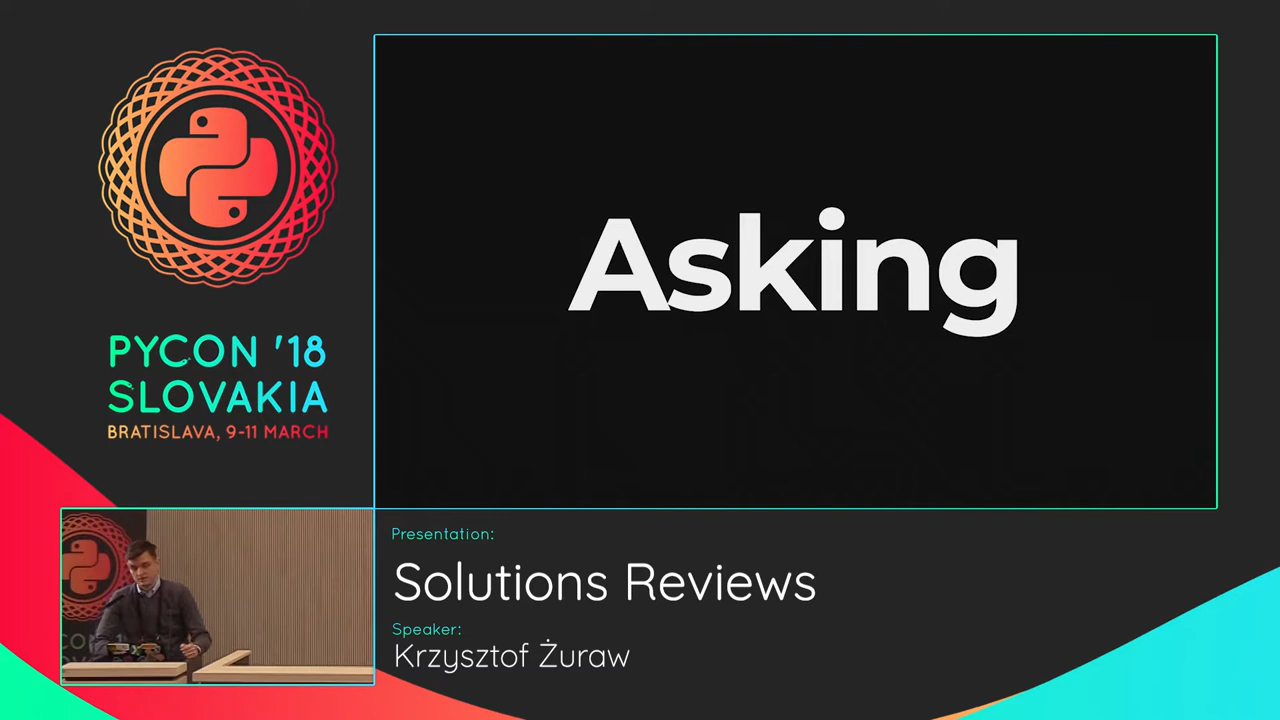 Asking
PYCON '18
SLOVAKIA
BRATISLAVA, 9-11 MARCH
Presentation:
Solutions Reviews
Speaker:
Krzysztof Żuraw